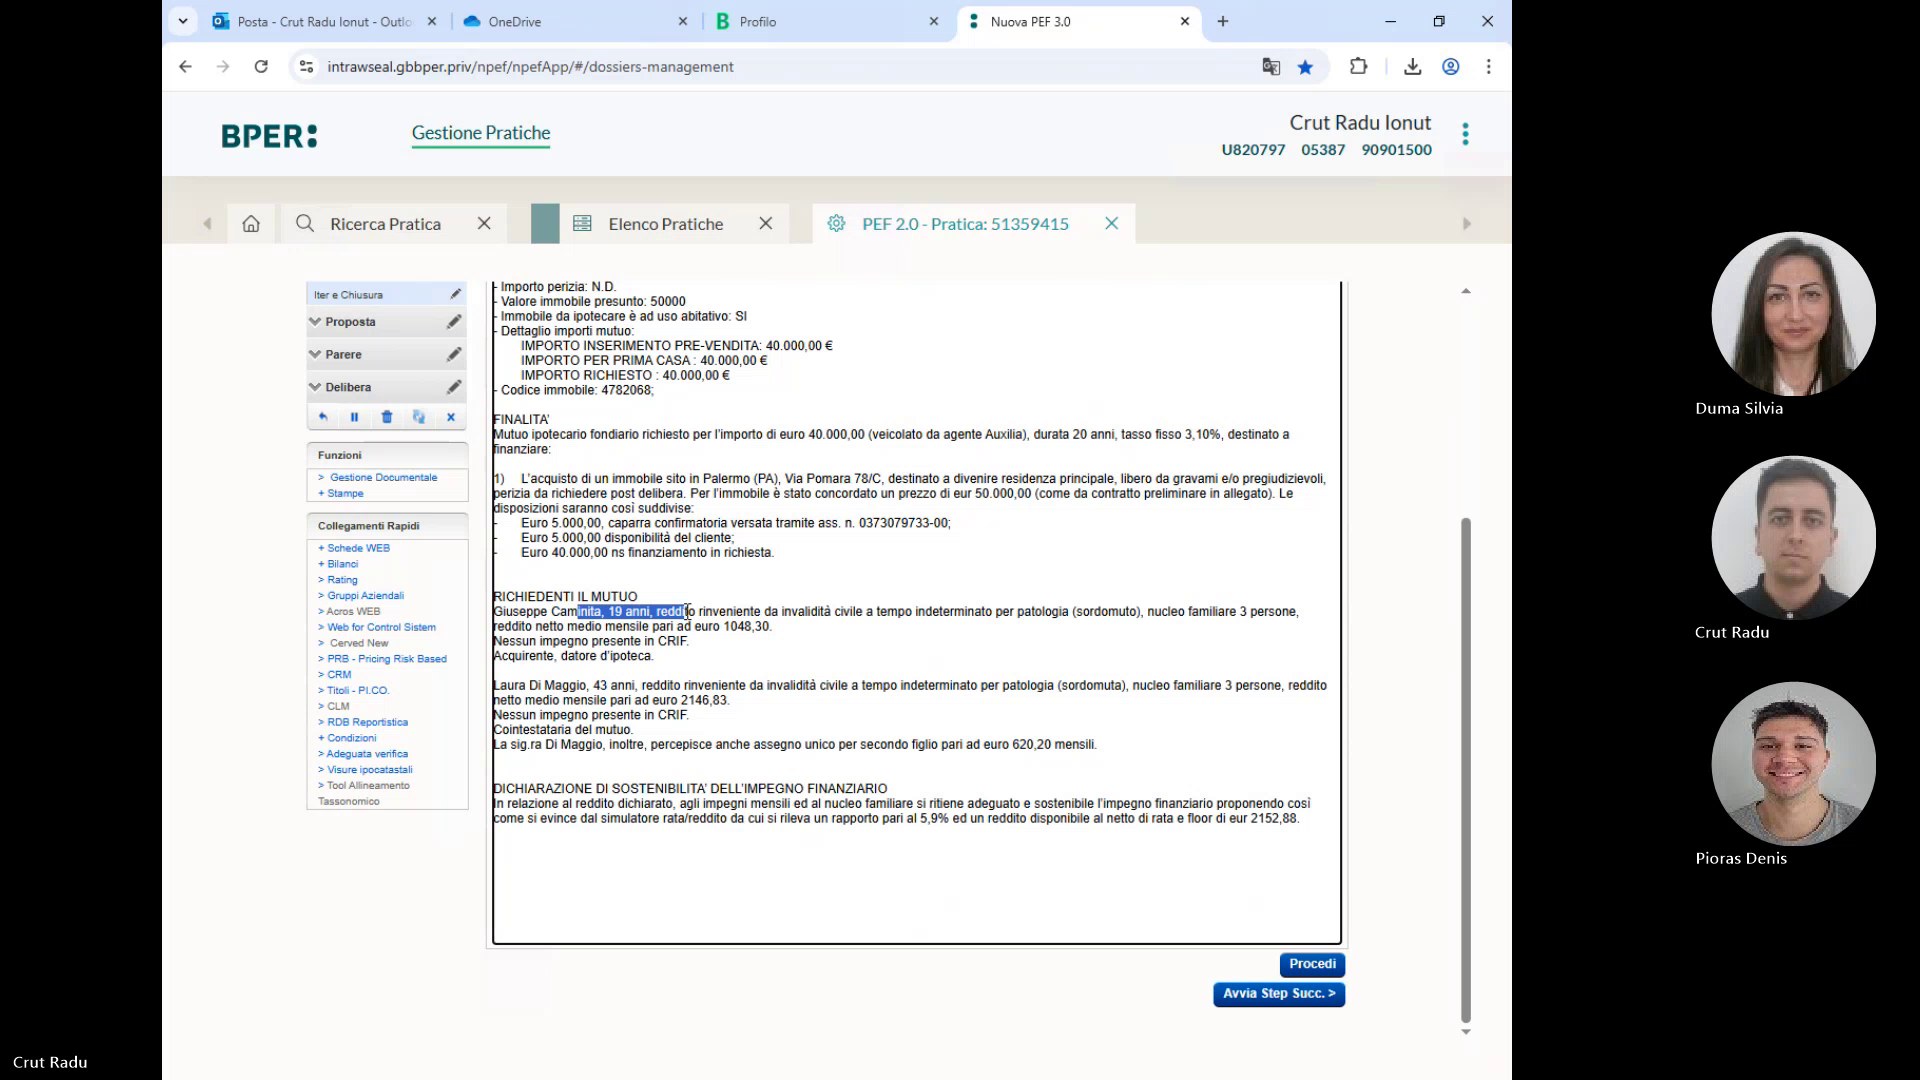 Posta - Crut Radu Ionut - Outlo
OneDrive
Profilo
Nuova PEF 3.0
intrawseal.gbbper.priv/npef/npefApp/#/dossiers-management
BPER:
Gestione Pratiche
Crut Radu Ionut
U820797 05387 90901500
Ricerca Pratica
Elenco Pratiche
PEF 2.0 - Pratica: 51359415
Iter e Chiusura
Proposta
Parere
Delibera
Funzioni
> Gestione Documentale
+ Stampe
Collegamenti Rapidi
+ Schede WEB
+ Bilanci
> Rating
> Gruppi Aziendali
> Acros WEB
> Web for Control Sistem
> Cerved New
> PRB - Pricing Risk Based
> CRM
> Titoli - PI.CO.
> CLM
> RDB Reportistica
+ Condizioni
> Adeguata verifica
> Visure ipocatastali
> Tool Allineamento
Tassonomico
- Importo perizia: N.D.
- Valore immobile presunto: 50000
- Immobile da ipotecare è ad uso abitativo: SI
- Dettaglio importi mutuo:
IMPORTO INSERIMENTO PRE-VENDITA: 40.000,00 €
IMPORTO PER PRIMA CASA : 40.000,00 €
IMPORTO RICHIESTO : 40.000,00 €
- Codice immobile: 4782068;
FINALITA'
Mutuo ipotecario fondiario richiesto per l'importo di euro 40.000,00 (veicolato da agente Auxilia), durata 20 anni, tasso fisso 3,10%, destinato a
finanziare:
1) L'acquisto di un immobile sito in Palermo (PA), Via Pomara 78/C, destinato a divenire residenza principale, libero da gravami e/o pregiudizievoli,
perizia da richiedere post delibera. Per l'immobile è stato concordato un prezzo di eur 50.000,00 (come da contratto preliminare in allegato). Le
disposizioni saranno così suddivise:
- Euro 5.000,00, caparra confirmatoria versata tramite ass. n. 0373079733-00;
- Euro 5.000,00 disponibilità del cliente;
- Euro 40.000,00 ns finanziamento in richiesta.
RICHIEDENTI IL MUTUO
Giuseppe Caminita, 19 anni, reddito rinveniente da invalidità civile a tempo indeterminato per patologia (sordomuto), nucleo familiare 3 persone,
reddito netto medio mensile pari ad euro 1048,30.
Nessun impegno presente in CRIF.
Acquirente, datore d'ipoteca.
Laura Di Maggio, 43 anni, reddito rinveniente da invalidità civile a tempo indeterminato per patologia (sordomuta), nucleo familiare 3 persone, reddito
netto medio mensile pari ad euro 2146,83.
Nessun impegno presente in CRIF.
Cointestataria del mutuo.
La sig.ra Di Maggio, inoltre, percepisce anche assegno unico per secondo figlio pari ad euro 620,20 mensili.
DICHIARAZIONE DI SOSTENIBILITA' DELL'IMPEGNO FINANZIARIO
In relazione al reddito dichiarato, agli impegni mensili ed al nucleo familiare si ritiene adeguato e sostenibile l'impegno finanziario proponendo così
come si evince dal simulatore rata/reddito da cui si rileva un rapporto pari al 5,9% ed un reddito disponibile al netto di rata e floor di eur 2152,88.
Procedi
Avvia Step Succ. >
Duma Silvia
Crut Radu
Pioras Denis
Crut Radu